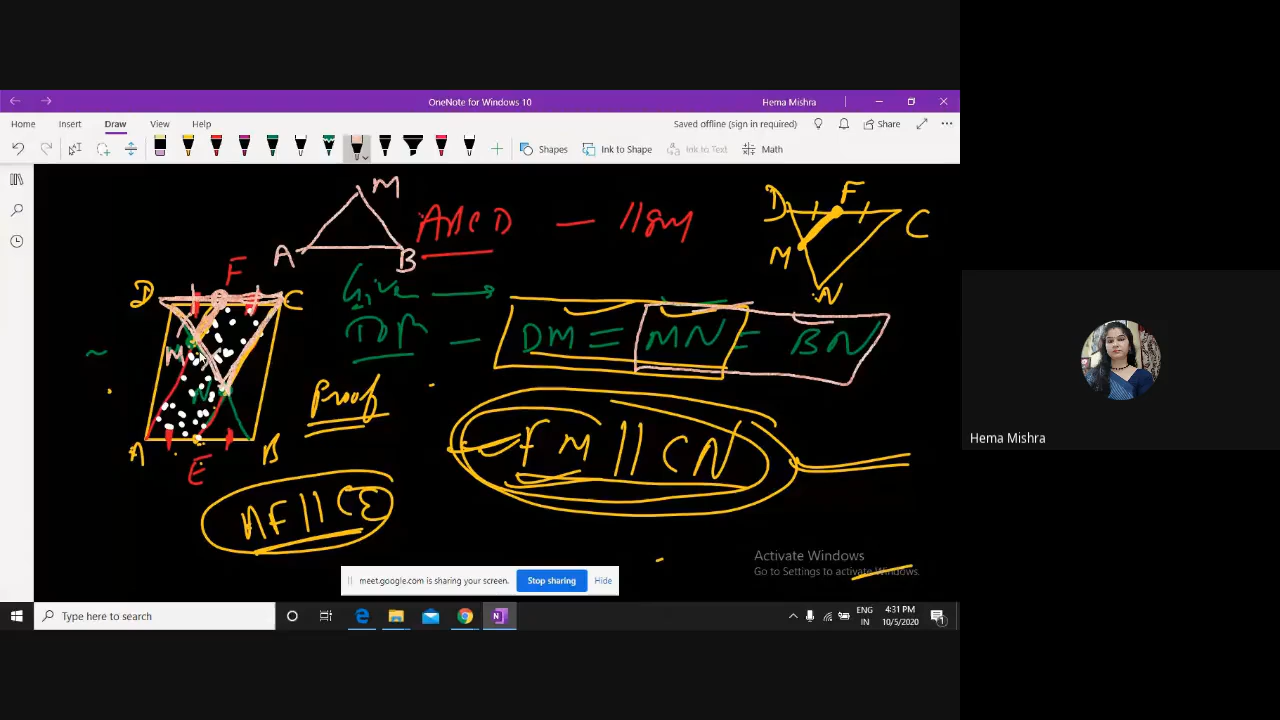 OneNote for Windows 10
Hema Mishra
Home Insert Draw View Help
Saved offline (sign in required)
Share
Shapes
Ink to Shape
Ink to Text
Math
M
A B
ABCD — ||gm
D F C
M
N
F
D C
M
N
A E B
Given →
TOPr — DM = MN = BN
Proof
FM || CN
AF || CE
Activate Windows
Go to Settings to activate Windows.
meet.google.com is sharing your screen.
Stop sharing
Hide
Type here to search
ENG
IN
4:31 PM
10/5/2020
1
Hema Mishra